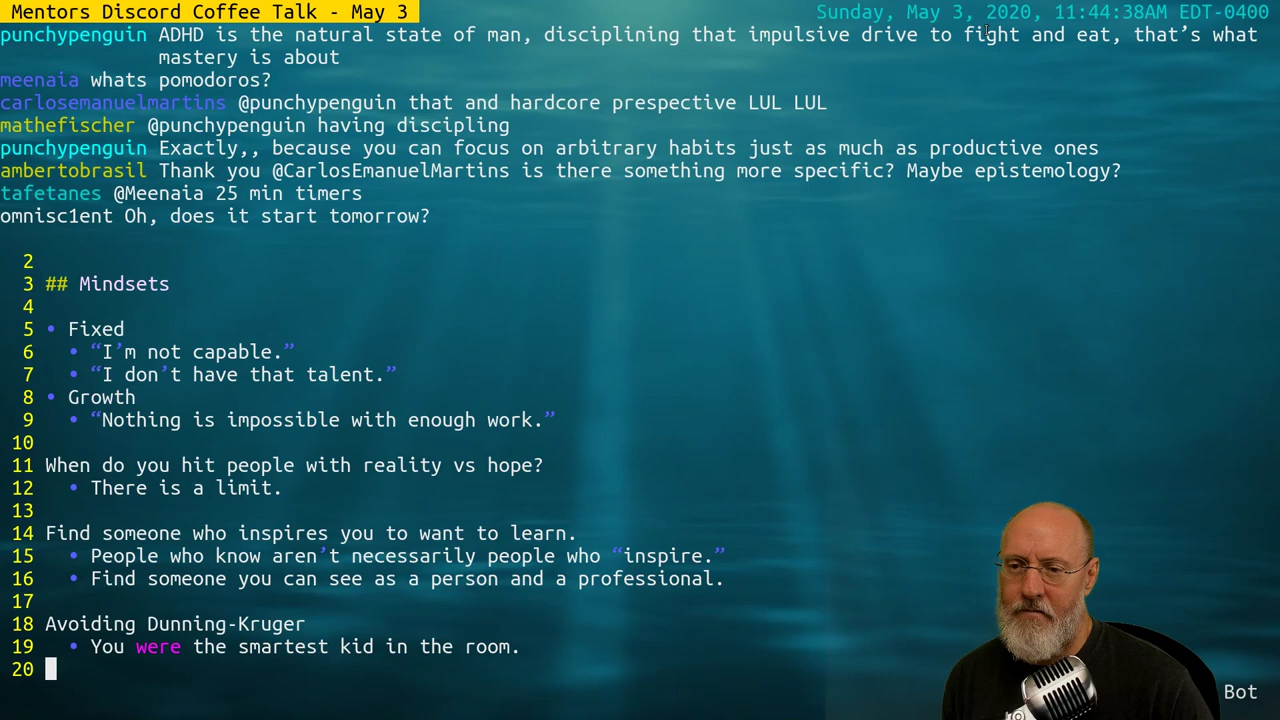 Mentors Discord Coffee Talk - May 3
Sunday, May 3, 2020, 11:44:38AM EDT-0400
punchypenguin ADHD is the natural state of man, disciplining that impulsive drive to fight and eat, that’s what
mastery is about
meenaia whats pomodoros?
carlosemanuelmartins @punchypenguin that and hardcore prespective LUL LUL
mathefischer @punchypenguin having discipling
punchypenguin Exactly,, because you can focus on arbitrary habits just as much as productive ones
ambertobrasil Thank you @CarlosEmanuelMartins is there something more specific? Maybe epistemology?
tafetanes @Meenaia 25 min timers
omnisc1ent Oh, does it start tomorrow?
2
3 ## Mindsets
4
5 • Fixed
6 • “I’m not capable.”
7 • “I don’t have that talent.”
8 • Growth
9 • “Nothing is impossible with enough work.”
10
11 When do you hit people with reality vs hope?
12 • There is a limit.
13
14 Find someone who inspires you to want to learn.
15 • People who know aren’t necessarily people who “inspire.”
16 • Find someone you can see as a person and a professional.
17
18 Avoiding Dunning-Kruger
19 • You were the smartest kid in the room.
20
Bot